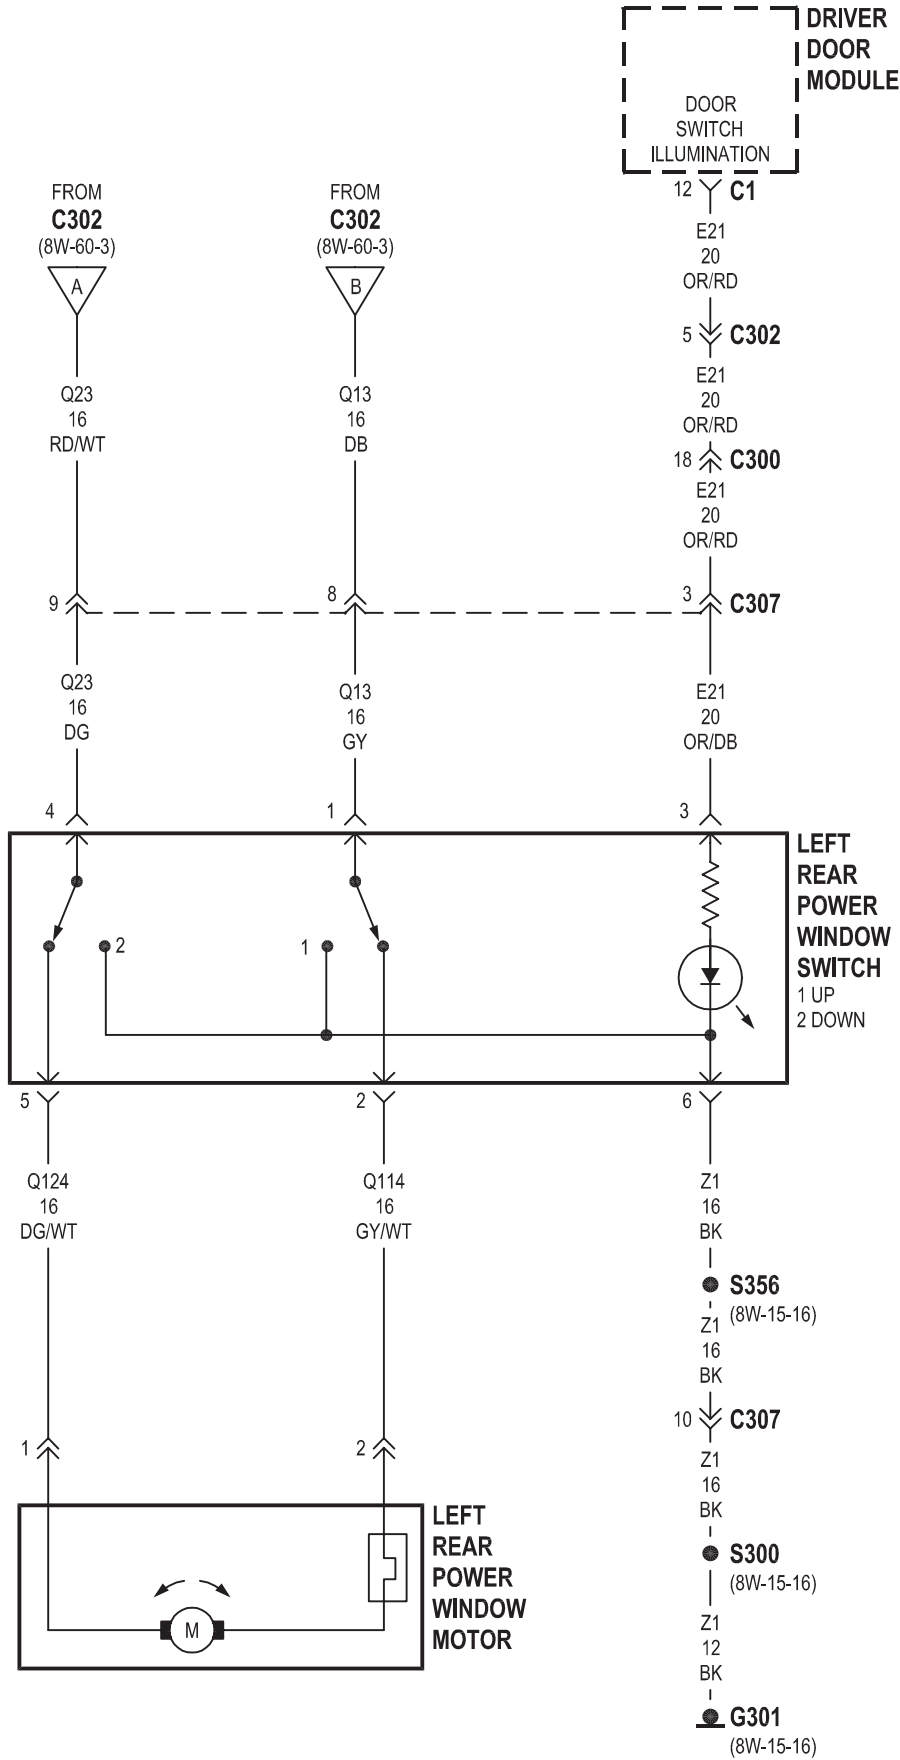 DRIVER
DOOR
MODULE
DOOR
SWITCH
ILLUMINATION
12 C1
FROM
C302
(8W-60-3)
A
FROM
C302
(8W-60-3)
B
E21
20
OR/RD
5 C302
Q23
16
RD/WT
Q13
16
DB
E21
20
OR/RD
18 C300
E21
20
OR/RD
9
8
3 C307
Q23
16
DG
Q13
16
GY
E21
20
OR/DB
4
1
3
LEFT
REAR
POWER
WINDOW
SWITCH
1 UP
2 DOWN
2
1
5
2
6
Q124
16
DG/WT
Q114
16
GY/WT
Z1
16
BK
S356
(8W-15-16)
Z1
16
BK
10 C307
1
2
Z1
16
BK
S300
(8W-15-16)
LEFT
REAR
POWER
WINDOW
MOTOR
M
Z1
12
BK
G301
(8W-15-16)